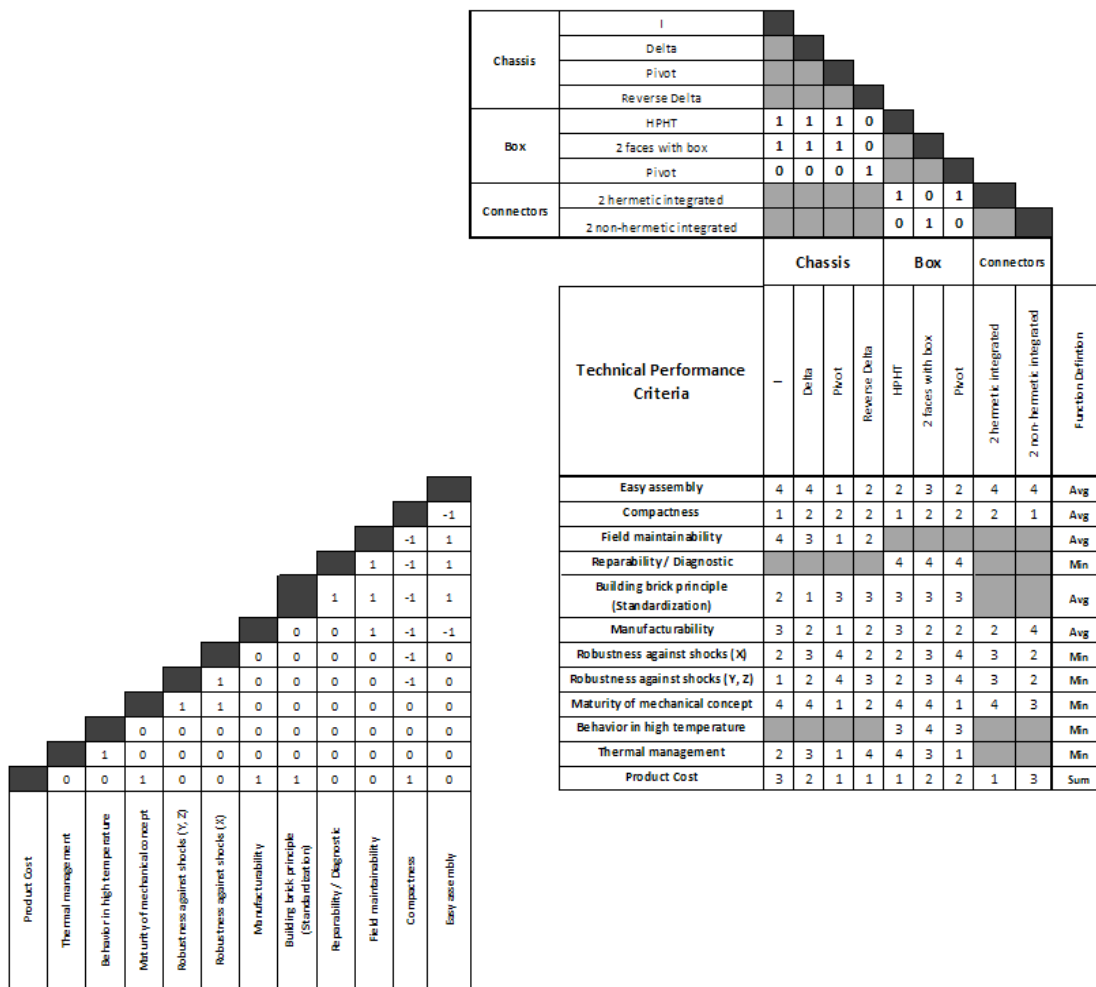 I
Delta
Chassis
Pivot
Reverse Delta
HPHT 1 1 1 0
Box 2 faces with box 1 1 1 0
Pivot 0 0 0 1
2 hermetic integrated 1 0 1
Connectors
2 non-hermetic integrated 0 1 0
Chassis Box Connectors
Technical Performance
Criteria
I
Delta
Pivot
Reverse Delta
HPHT
2 faces with box
Pivot
2 hermetic integrated
2 non-hermetic integrated
Function Defintion
Easy assembly 4 4 1 2 2 3 2 4 4 Avg
Compactness 1 2 2 2 1 2 2 2 1 Avg
Field maintainability 4 3 1 2 Avg
Reparability / Diagnostic 4 4 4 Min
Building brick principle
(Standardization) 2 1 3 3 3 3 3 Avg
Manufacturability 3 2 1 2 3 2 2 2 4 Avg
Robustness against shocks (X) 2 3 4 2 2 3 4 3 2 Min
Robustness against shocks (Y, Z) 1 2 4 3 2 3 4 3 2 Min
Maturity of mechanical concept 4 4 1 2 4 4 1 4 3 Min
Behavior in high temperature 3 4 3 Min
Thermal management 2 3 1 4 4 3 1 Min
Product Cost 3 2 1 1 1 2 2 1 3 Sum
-1
-1 1
1 -1 1
1 1 -1 1
0 0 1 -1 -1
0 0 0 0 -1 0
1 0 0 0 0 -1 0
1 1 0 0 0 0 0 0
0 0 0 0 0 0 0 0 0
1 0 0 0 0 0 0 0 0 0
0 0 1 0 0 1 1 0 0 1 0
Product Cost
Thermal management
Behavior in high temperature
Maturity of mechanical concept
Robustness against shocks (Y, Z)
Robustness against shocks (X)
Manufacturability
Building brick principle
(Standardization)
Reparability / Diagnostic
Field maintainability
Compactness
Easy assembly